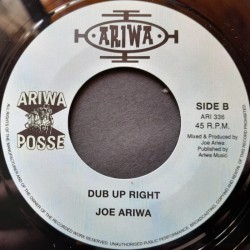 ARIWA
ARIWA
POSSE
SIDE B
ARI 336
45 R.P.M.
Mixed & Produced by
Joe Ariwa
Published by
Ariwa Music
DUB UP RIGHT
JOE ARIWA